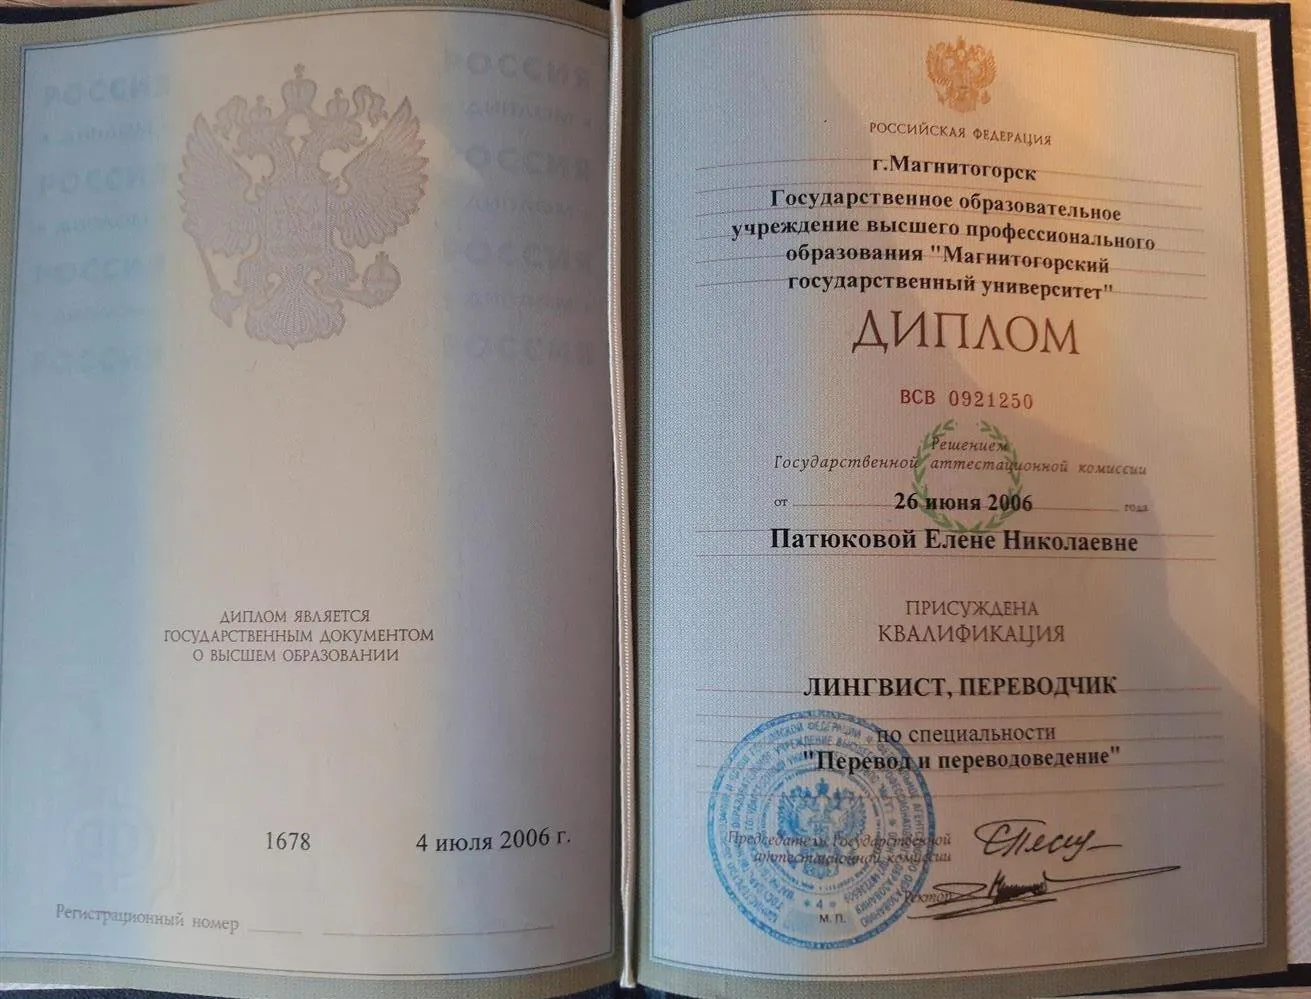 ДИПЛОМ ЯВЛЯЕТСЯ
ГОСУДАРСТВЕННЫМ ДОКУМЕНТОМ
О ВЫСШЕМ ОБРАЗОВАНИИ
1678 4 июля 2006 г.
Регистрационный номер
РОССИЙСКАЯ ФЕДЕРАЦИЯ
г.Магнитогорск
Государственное образовательное
учреждение высшего профессионального
образования "Магнитогорский
государственный университет"
ДИПЛОМ
ВСВ 0921250
Решением
Государственной аттестационной комиссии
от 26 июня 2006 года
Патюковой Елене Николаевне
ПРИСУЖДЕНА
КВАЛИФИКАЦИЯ
ЛИНГВИСТ, ПЕРЕВОДЧИК
по специальности
"Перевод и переводоведение"
Председатель Государственной
аттестационной комиссии
Ректор
М. П.